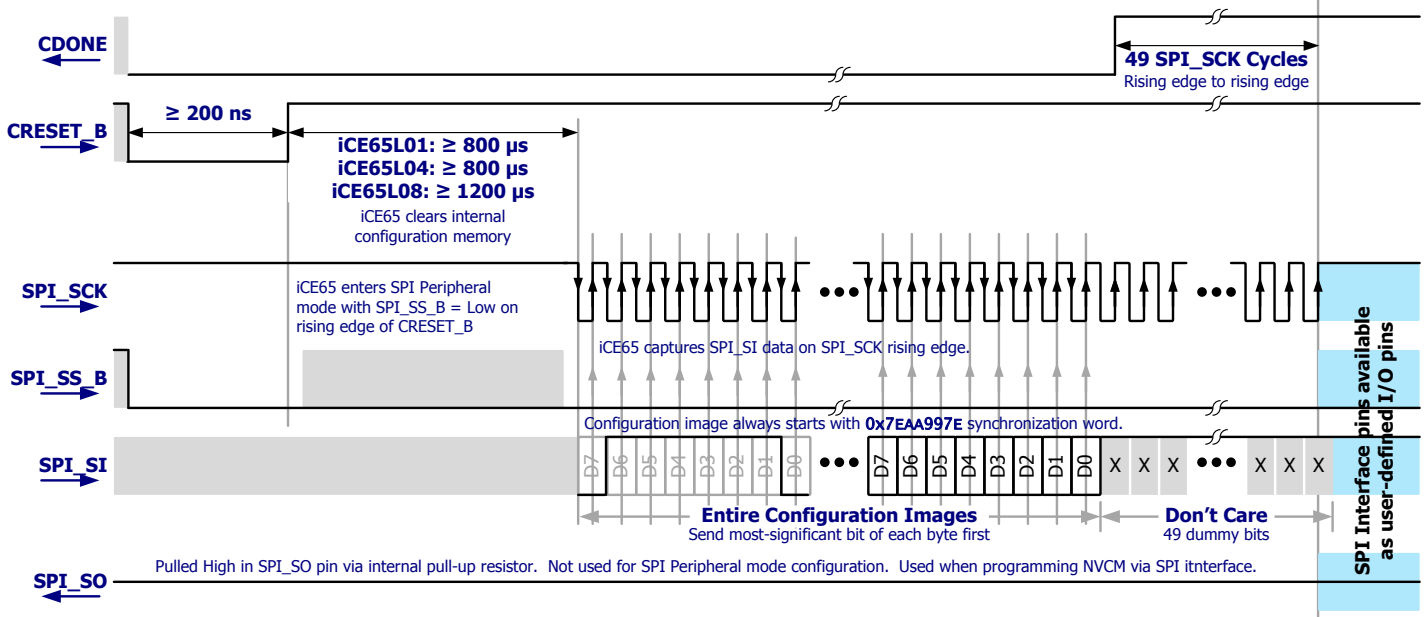 CDONE
49 SPI_SCK Cycles
Rising edge to rising edge
CRESET_B
≥ 200 ns
iCE65L01: ≥ 800 µs
iCE65L04: ≥ 800 µs
iCE65L08: ≥ 1200 µs
iCE65 clears internal
configuration memory
SPI_SCK
iCE65 enters SPI Peripheral
mode with SPI_SS_B = Low on
rising edge of CRESET_B
iCE65 captures SPI_SI data on SPI_SCK rising edge.
SPI_SS_B
Configuration image always starts with 0x7EAA997E synchronization word.
SPI_SI
D7 D6 D5 D4 D3 D2 D1 D0 ••• D7 D6 D5 D4 D3 D2 D1 D0 X X X ••• X X X
Entire Configuration Images
Send most-significant bit of each byte first
Don't Care
49 dummy bits
SPI Interface pins available
as user-defined I/O pins
Pulled High in SPI_SO pin via internal pull-up resistor. Not used for SPI Peripheral mode configuration. Used when programming NVCM via SPI itnterface.
SPI_SO